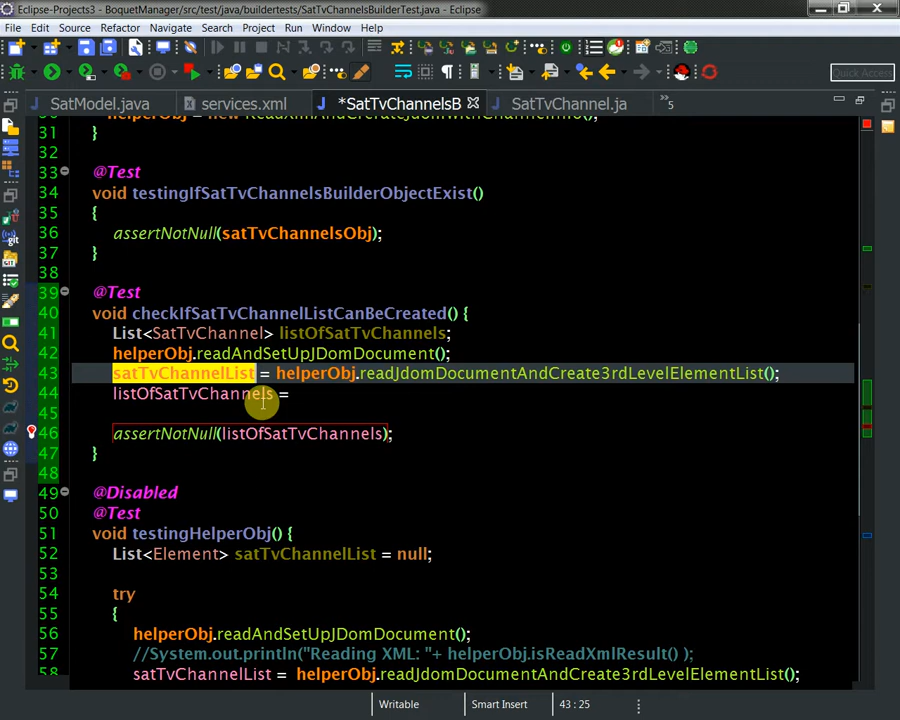 Eclipse-Projects3 - BoquetManager/src/test/java/buildertests/SatTvChannelsBuilderTest.java - Eclipse
File Edit Source Refactor Navigate Search Project Run Window Help
Quick Access
SatModel.java services.xml *SatTvChannelsB SatTVChannel.ja »5
helperObj = new ReadXmlAndCrerateJdomWithChannelInfo();
31 }
32
33 @Test
34 void testingIfSatTvChannelsBuilderObjectExist()
35 {
36 assertNotNull(satTvChannelsObj);
37 }
38
39 @Test
40 void checkIfSatTvChannelListCanBeCreated() {
41 List<SatTVChannel> listOfSatTvChannels;
42 helperObj.readAndSetUpJDomDocument();
43 satTvChannelList = helperObj.readJdomDocumentAndCreate3rdLevelElementList();
44 listOfSatTvChannels =
45
46 assertNotNull(listOfSatTvChannels);
47 }
48
49 @Disabled
50 @Test
51 void testingHelperObj() {
52 List<Element> satTvChannelList = null;
53
54 try
55 {
56 helperObj.readAndSetUpJDomDocument();
57 //System.out.println("Reading XML: "+ helperObj.isReadXmlResult() );
58 satTvChannelList = helperObj.readJdomDocumentAndCreate3rdLevelElementList();
Writable Smart Insert 43 : 25